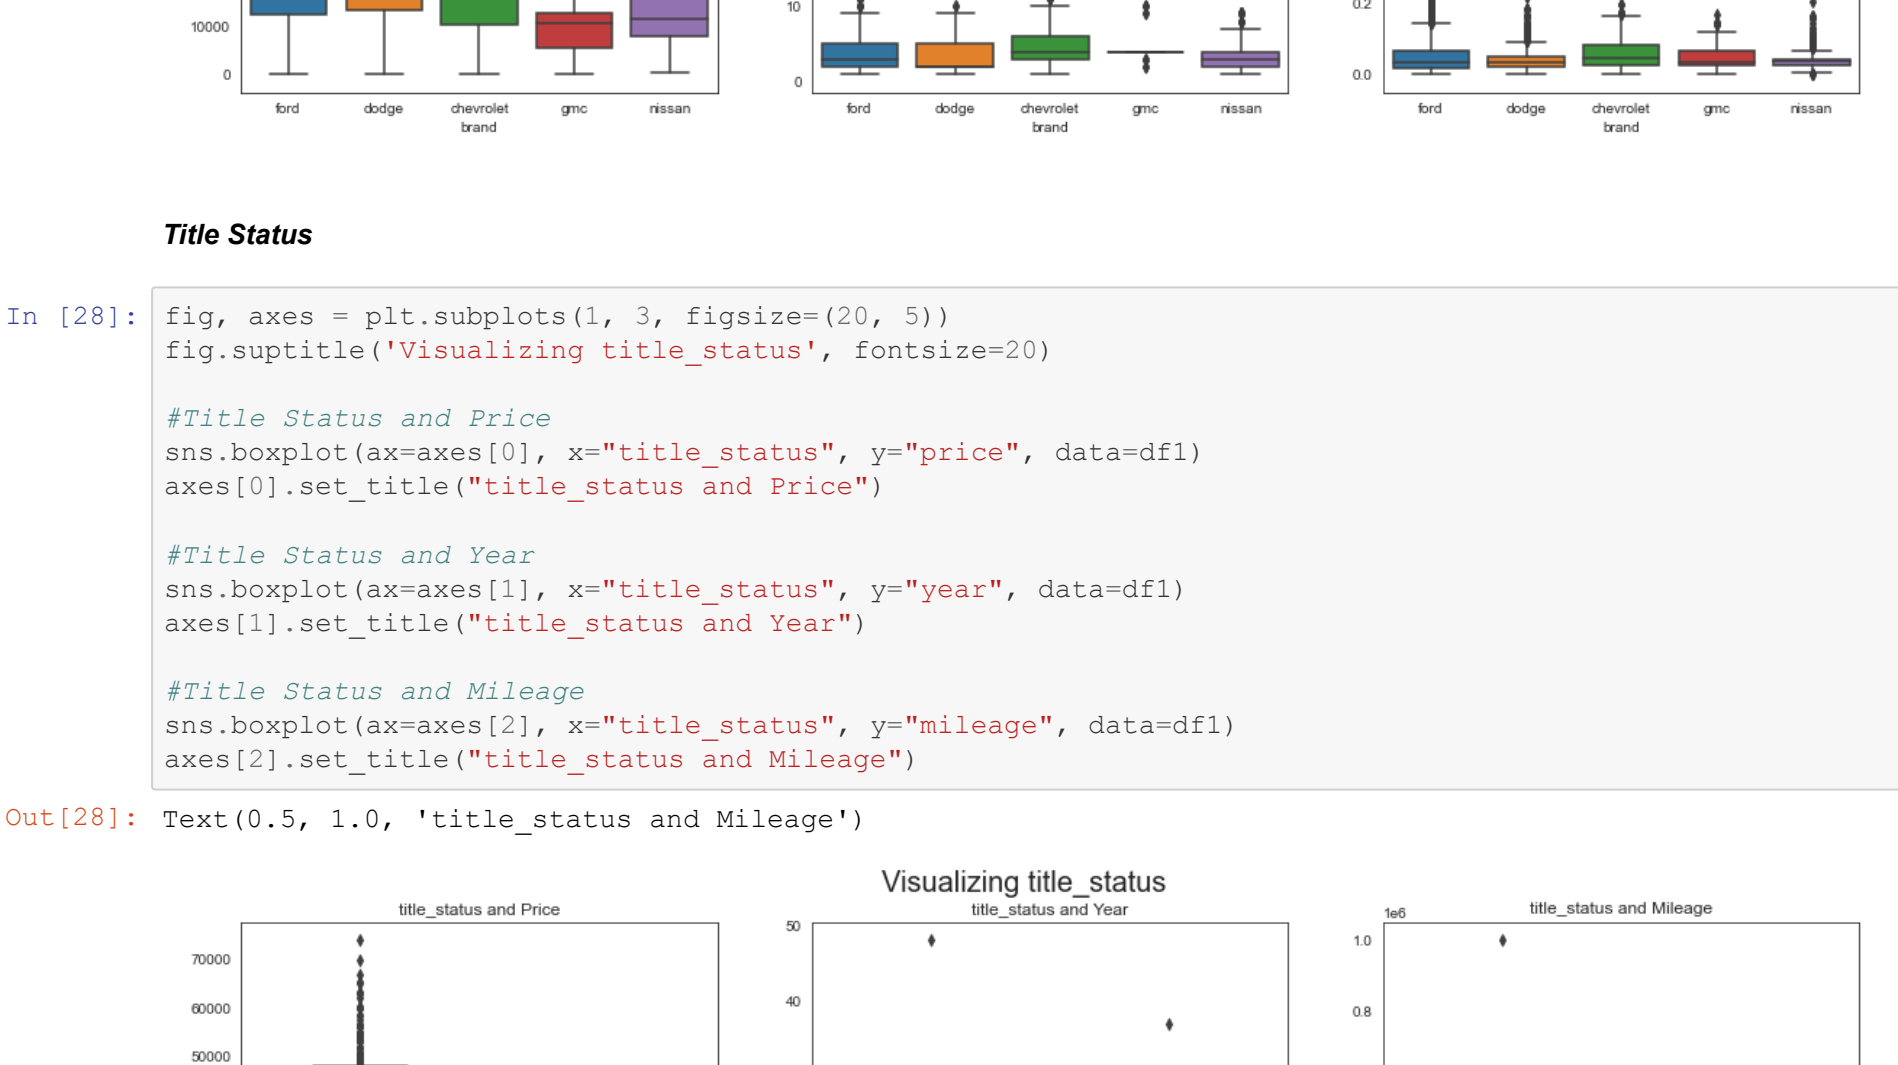 10000
0
ford dodge chevrolet gmc nissan
brand
10
0
ford dodge chevrolet gmc nissan
brand
0.2
0.1
0.0
ford dodge chevrolet gmc nissan
brand
Title Status
In [28]: fig, axes = plt.subplots(1, 3, figsize=(20, 5))
fig.suptitle('Visualizing title_status', fontsize=20)
#Title Status and Price
sns.boxplot(ax=axes[0], x="title_status", y="price", data=df1)
axes[0].set_title("title_status and Price")
#Title Status and Year
sns.boxplot(ax=axes[1], x="title_status", y="year", data=df1)
axes[1].set_title("title_status and Year")
#Title Status and Mileage
sns.boxplot(ax=axes[2], x="title_status", y="mileage", data=df1)
axes[2].set_title("title_status and Mileage")
Out[28]: Text(0.5, 1.0, 'title_status and Mileage')
Visualizing title_status
title_status and Price
70000
60000
50000
title_status and Year
50
40
title_status and Mileage
1e6
1.0
0.8